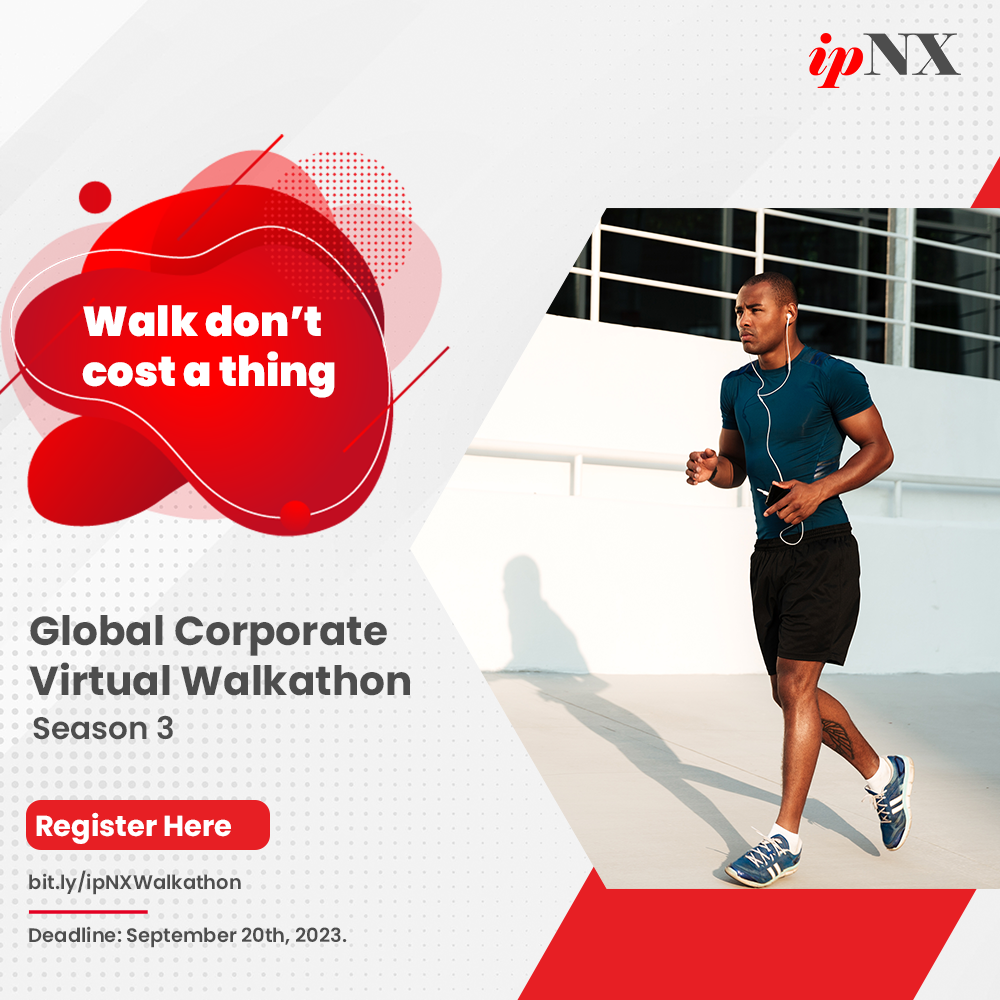 ipNX
Walk don't
cost a thing
Global Corporate
Virtual Walkathon
Season 3
Register Here
bit.ly/ipNXWalkathon
Deadline: September 20th, 2023.